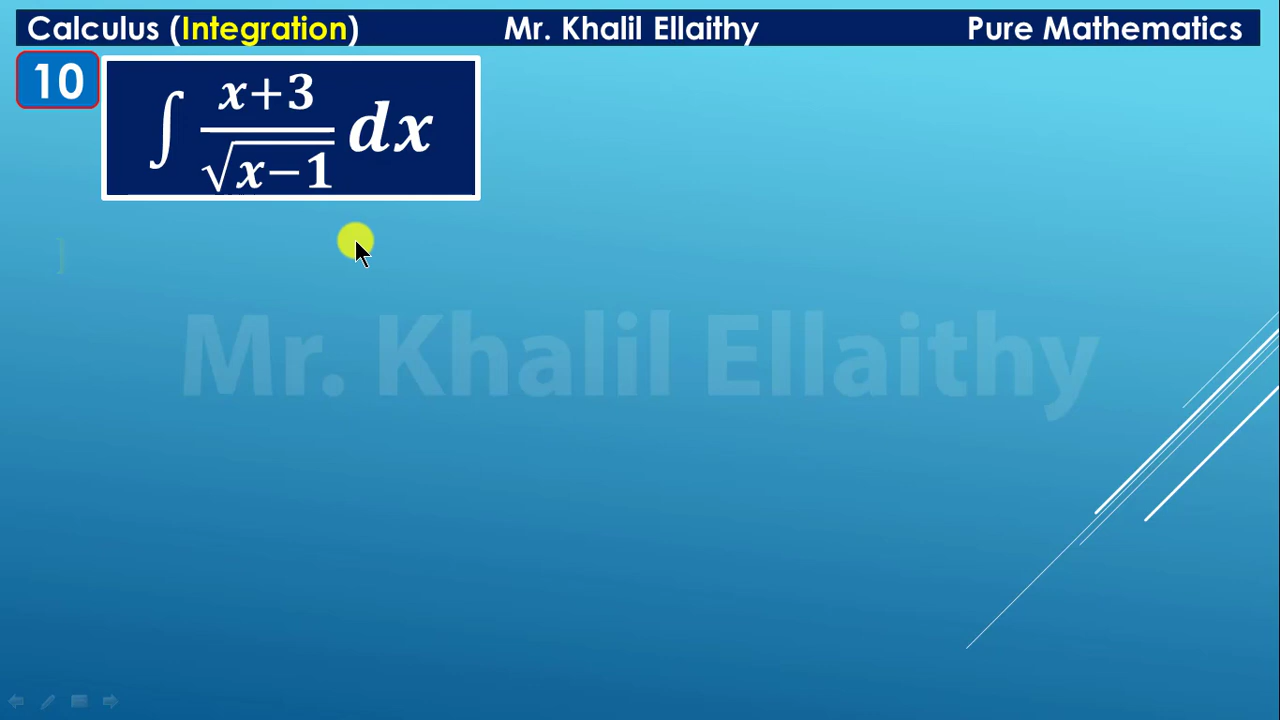 Calculus (Integration) Mr. Khalil Ellaithy Pure Mathematics
10
∫ x+3 / √x−1 dx
Mr. Khalil Ellaithy